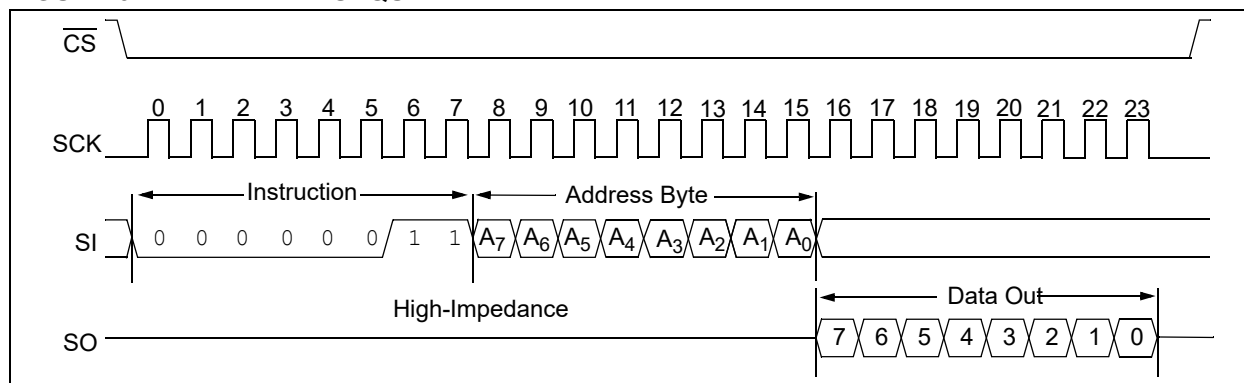 CS
0 1 2 3 4 5 6 7 8 9 10 11 12 13 14 15 16 17 18 19 20 21 22 23
SCK
Instruction
Address Byte
SI
0 0 0 0 0 0 1 1 A7 A6 A5 A4 A3 A2 A1 A0
High-Impedance
Data Out
SO
7 6 5 4 3 2 1 0